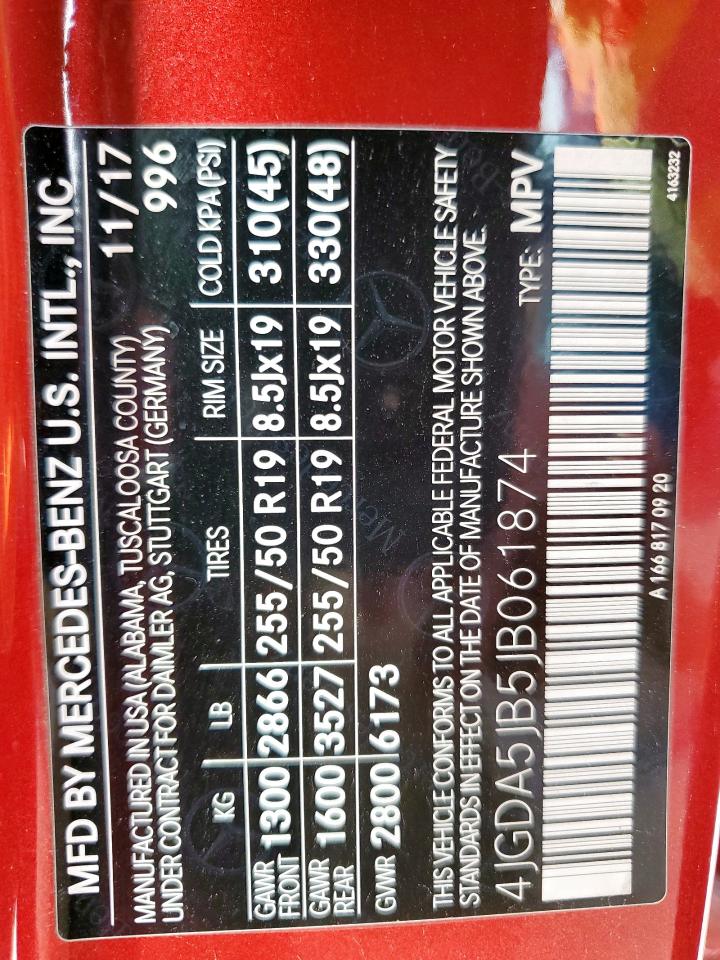 MFD BY MERCEDES-BENZ U.S. INTL., INC
MANUFACTURED IN USA (ALABAMA, TUSCALOOSA COUNTY) 11/17
UNDER CONTRACT FOR DAIMLER AG, STUTTGART (GERMANY) 996
KG LB TIRES RIM SIZE COLD KPA(PSI)
GAWR FRONT 1300 2866 255/50 R19 8.5Jx19 310(45)
GAWR REAR 1600 3527 255/50 R19 8.5Jx19 330(48)
GVWR 2800 6173
THIS VEHICLE CONFORMS TO ALL APPLICABLE FEDERAL MOTOR VEHICLE SAFETY
STANDARDS IN EFFECT ON THE DATE OF MANUFACTURE SHOWN ABOVE.
4JGDA5JB5JB061874 TYPE: MPV
A 166 817 09 20
4163232